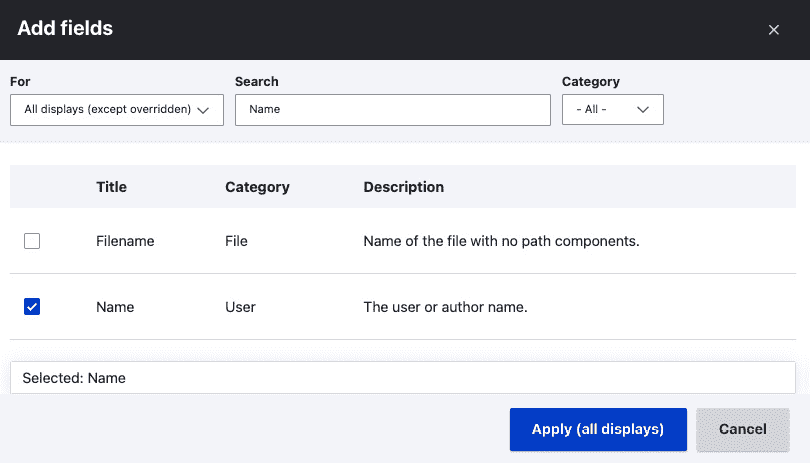 Add fields
For Search Category
All displays (except overridden) Name - All -
Title Category Description
Filename File Name of the file with no path components.
Name User The user or author name.
Selected: Name
Apply (all displays) Cancel